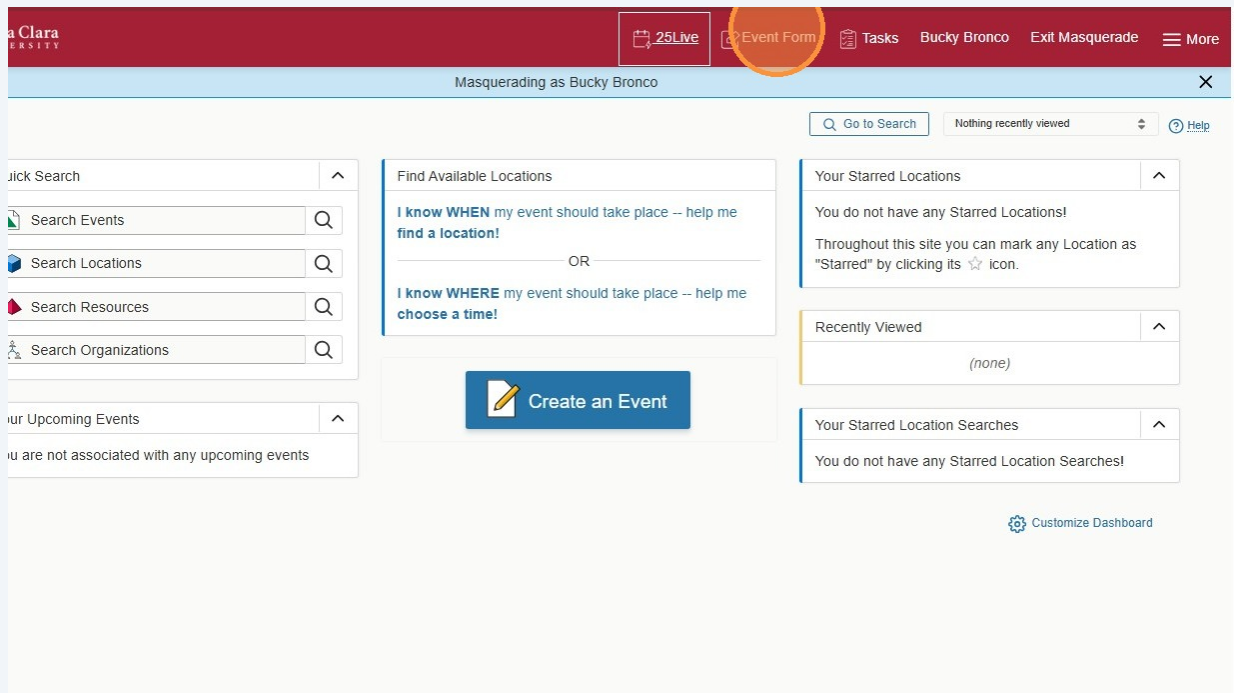 a Clara
ERSITY
25Live
Event Form
Tasks
Bucky Bronco
Exit Masquerade
More
Masquerading as Bucky Bronco
Go to Search
Nothing recently viewed
Help
uick Search
Search Events
Search Locations
Search Resources
Search Organizations
our Upcoming Events
ou are not associated with any upcoming events
Find Available Locations
I know WHEN my event should take place -- help me
find a location!
OR
I know WHERE my event should take place -- help me
choose a time!
Create an Event
Your Starred Locations
You do not have any Starred Locations!
Throughout this site you can mark any Location as
"Starred" by clicking its ☆ icon.
Recently Viewed
(none)
Your Starred Location Searches
You do not have any Starred Location Searches!
Customize Dashboard